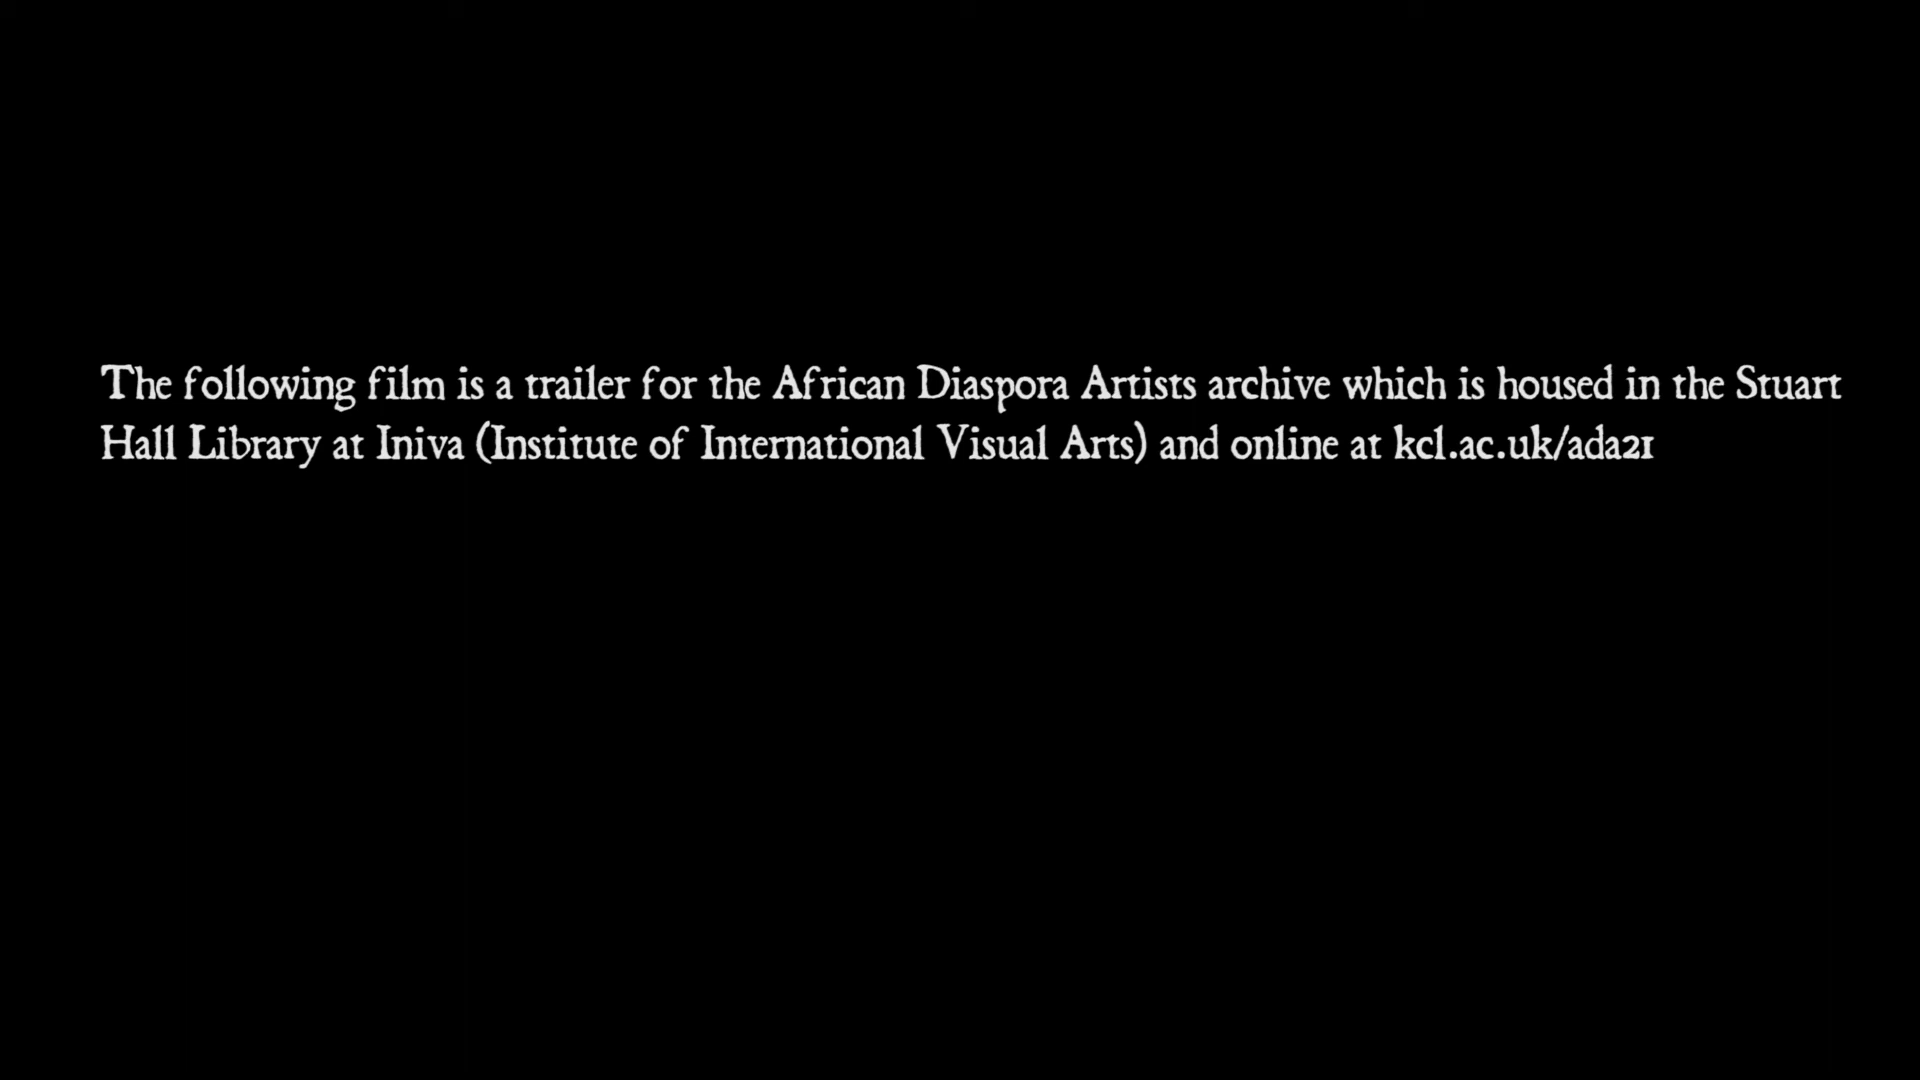 The following film is a trailer for the African Diaspora Artists archive which is housed in the Stuart
Hall Library at Iniva (Institute of International Visual Arts) and online at kcl.ac.uk/ada21